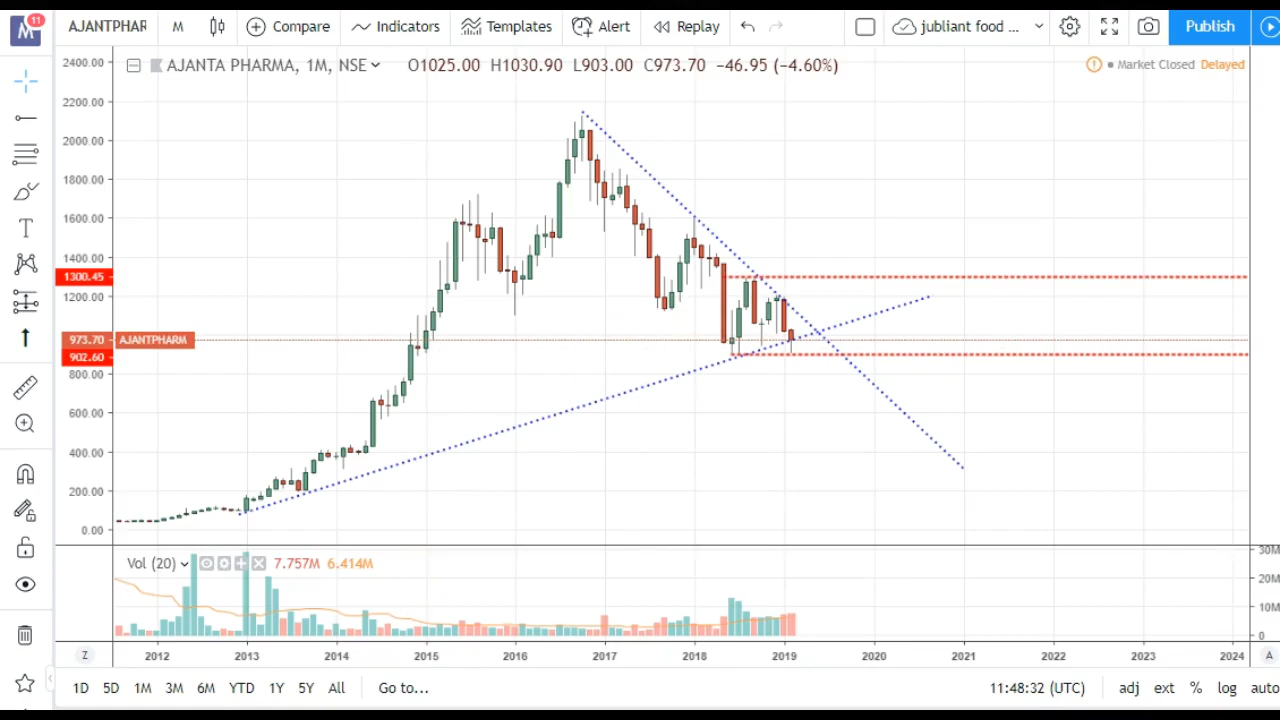 M 11 AJANTPHAR M Compare Indicators Templates Alert Replay jubliant food ... Publish
AJANTA PHARMA, 1M, NSE O1025.00 H1030.90 L903.00 C973.70 −46.95 (−4.60%) Market Closed Delayed
2400.00
2200.00
2000.00
1800.00
1600.00
1400.00
1300.45
1200.00
973.70 AJANTPHARM
902.60
800.00
600.00
400.00
200.00
0.00
Vol (20) 7.757M 6.414M
30M
20M
10M
0
Z 2012 2013 2014 2015 2016 2017 2018 2019 2020 2021 2022 2023 2024 A
1D 5D 1M 3M 6M YTD 1Y 5Y All Go to... 11:48:32 (UTC) adj ext % log auto
T